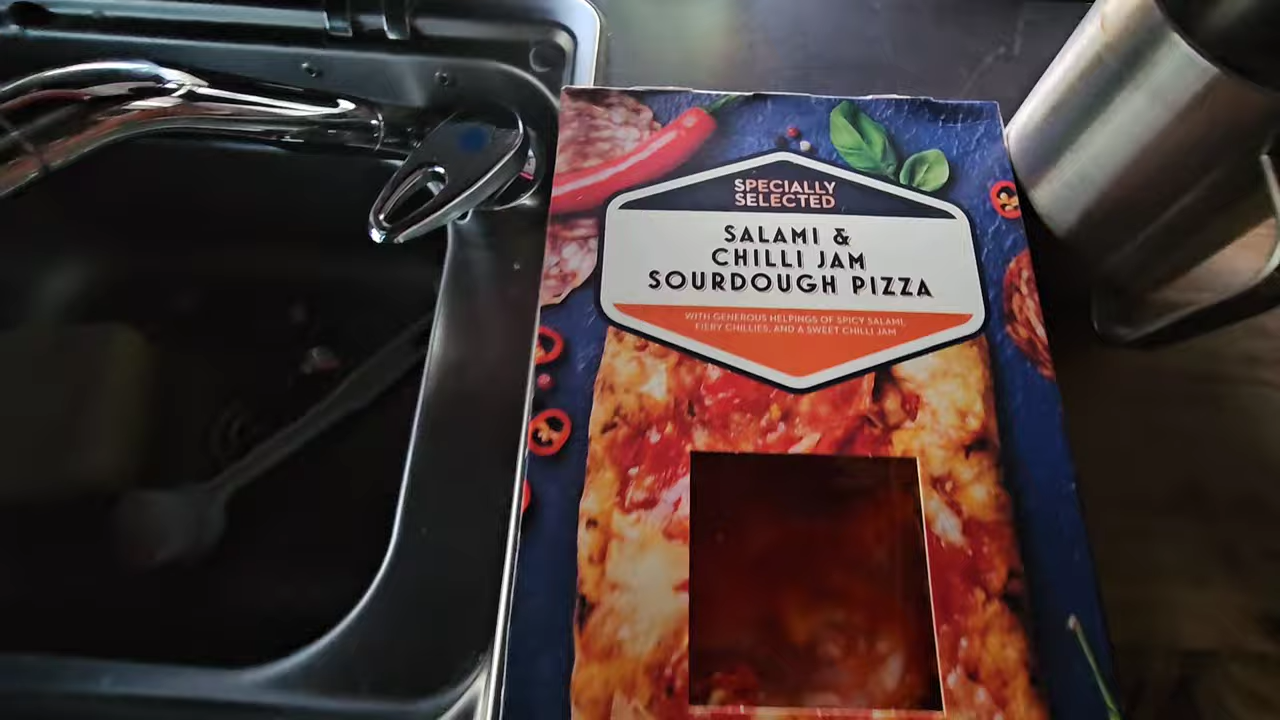 SPECIALLY
SELECTED
SALAMI &
CHILLI JAM
SOURDOUGH PIZZA
WITH GENEROUS HELPINGS OF SPICY SALAMI,
FIERY CHILLIES, AND A SWEET CHILLI JAM